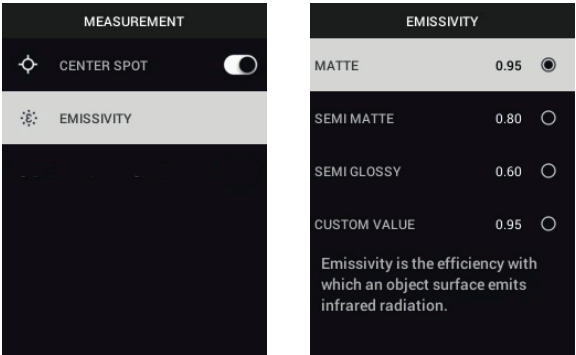 MEASUREMENT
CENTER SPOT
EMISSIVITY
EMISSIVITY
MATTE 0.95
SEMI MATTE 0.80
SEMI GLOSSY 0.60
CUSTOM VALUE 0.95
Emissivity is the efficiency with
which an object surface emits
infrared radiation.